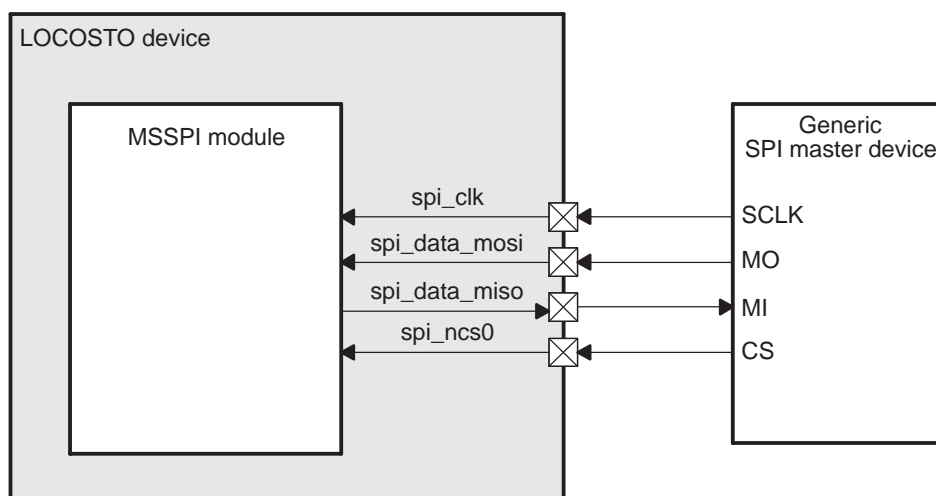 LOCOSTO device
MSSPI module
Generic
SPI master device
spi_clk
SCLK
spi_data_mosi
MO
spi_data_miso
MI
spi_ncs0
CS